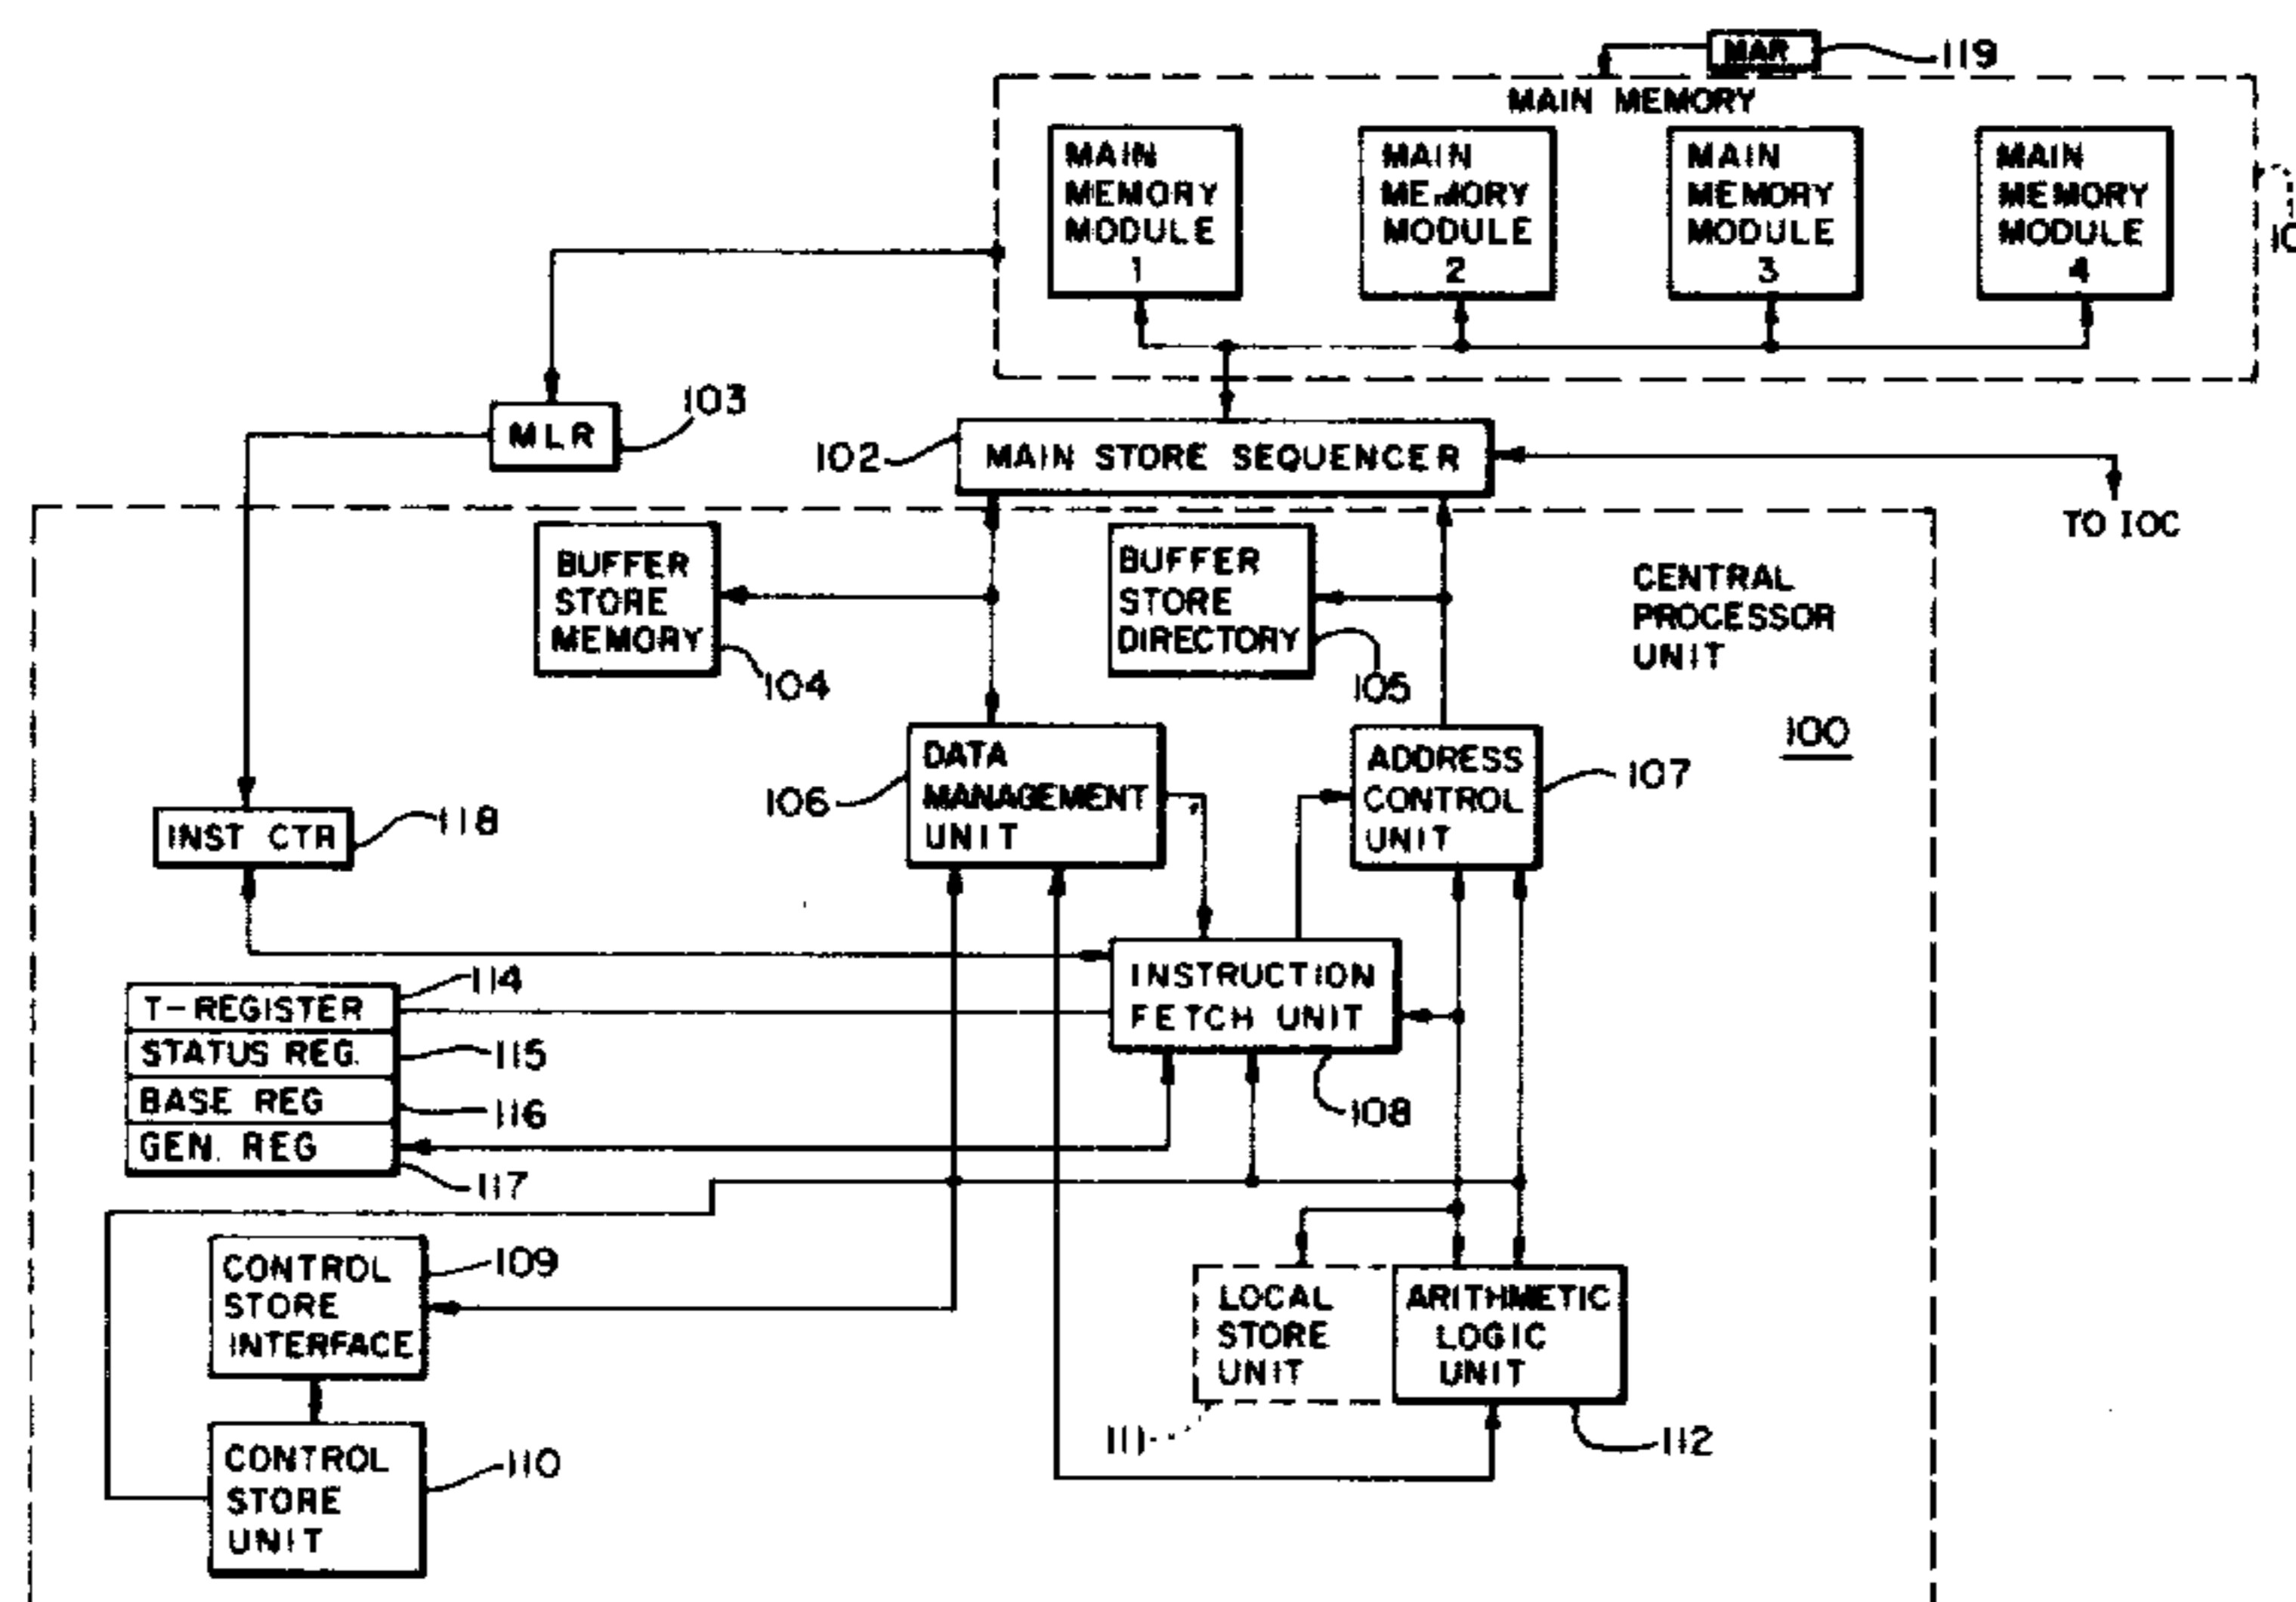 MAR
119
MAIN MEMORY
MAIN
MEMORY
MODULE
1
MAIN
MEMORY
MODULE
2
MAIN
MEMORY
MODULE
3
MAIN
MEMORY
MODULE
4
MLR
103
102
MAIN STORE SEQUENCER
TO IOC
BUFFER
STORE
MEMORY
104
BUFFER
STORE
DIRECTORY
105
CENTRAL
PROCESSOR
UNIT
100
DATA
MANAGEMENT
UNIT
106
ADDRESS
CONTROL
UNIT
107
INST CTR
118
INSTRUCTION
FETCH UNIT
108
T-REGISTER
114
STATUS REG.
115
BASE REG
116
GEN. REG
117
CONTROL
STORE
INTERFACE
109
LOCAL
STORE
UNIT
111
ARITHMETIC
LOGIC
UNIT
112
CONTROL
STORE
UNIT
110